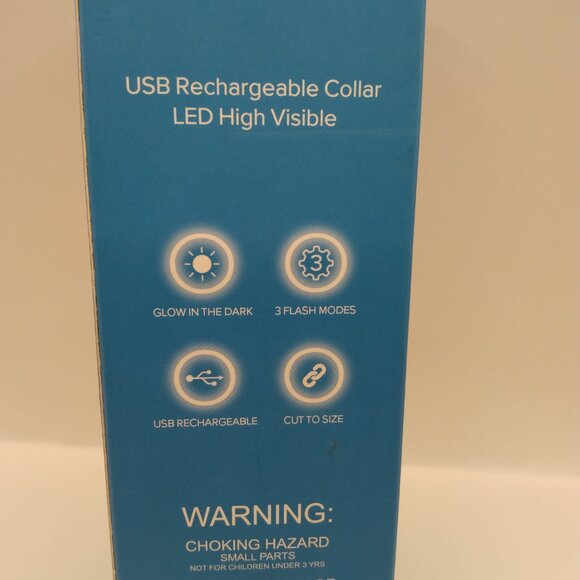 USB Rechargeable Collar
LED High Visible
3
GLOW IN THE DARK
3 FLASH MODES
USB RECHARGEABLE
CUT TO SIZE
WARNING:
CHOKING HAZARD
SMALL PARTS
NOT FOR CHILDREN UNDER 3 YRS